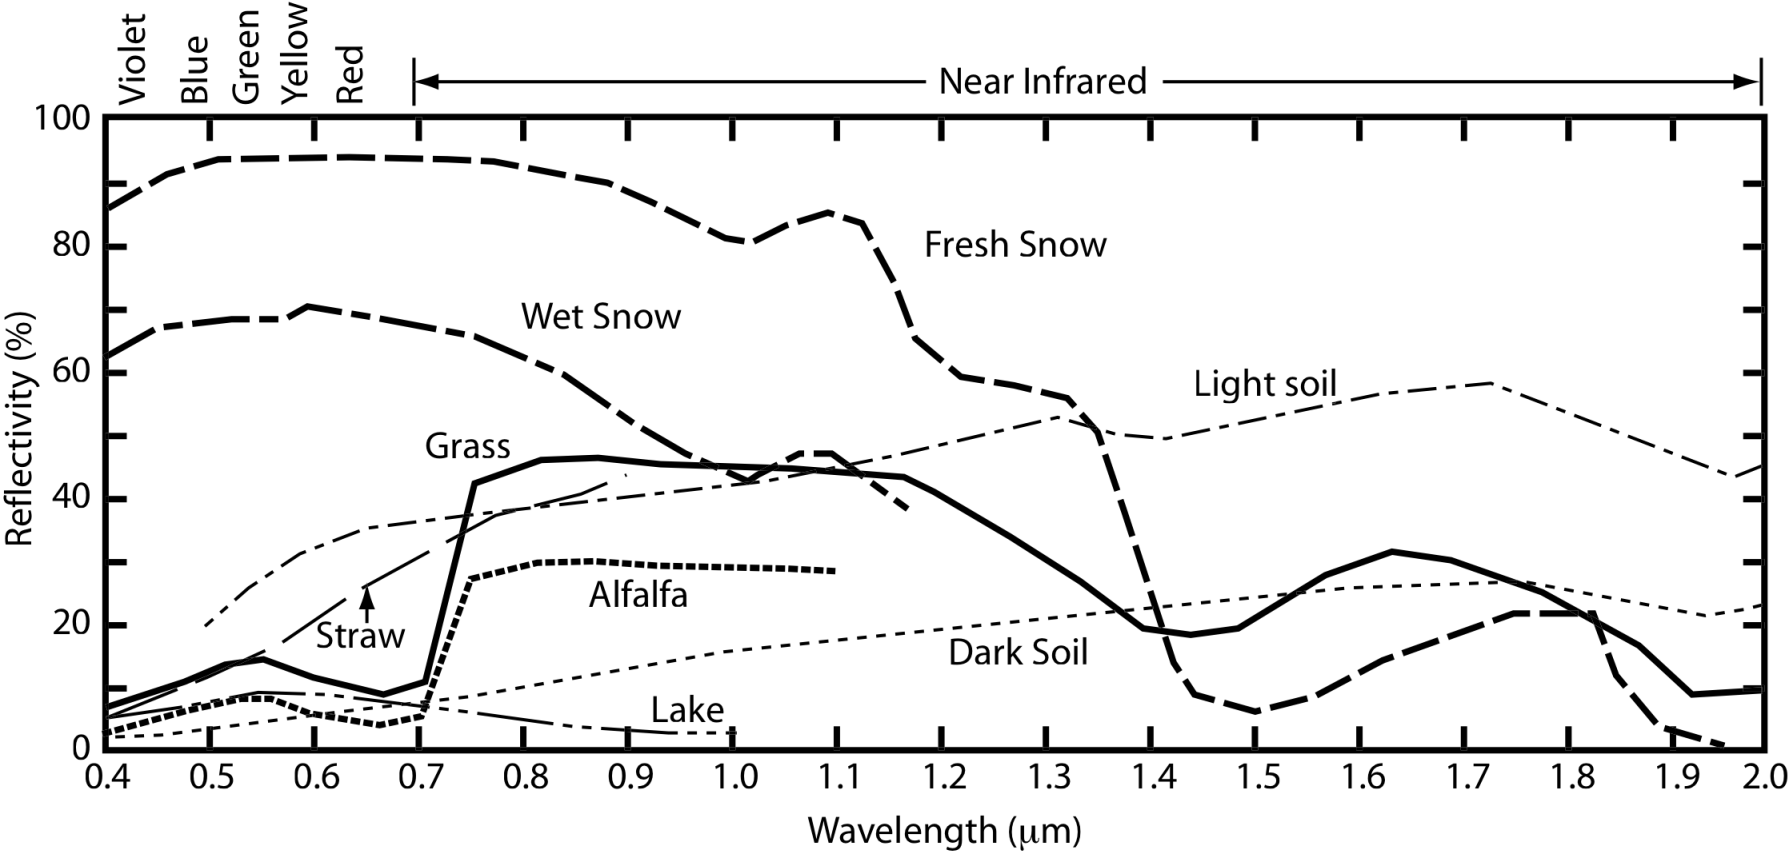 Violet
Blue
Green
Yellow
Red
Near Infrared
100
80
60
40
20
0
Reflectivity (%)
Fresh Snow
Wet Snow
Light soil
Grass
Alfalfa
Straw
Dark Soil
Lake
0.4 0.5 0.6 0.7 0.8 0.9 1.0 1.1 1.2 1.3 1.4 1.5 1.6 1.7 1.8 1.9 2.0
Wavelength (μm)